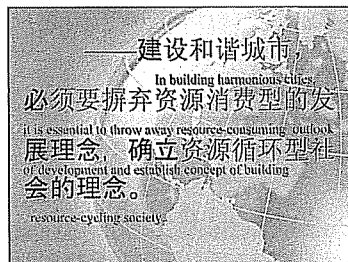 ——建设和谐城市，
In building harmonious cities,
必须要摒弃资源消费型的发
it is essential to throw away resource-consuming outlook
展理念，确立资源循环型社
of development and establish concept of building
会的理念。
resource-cycling society.